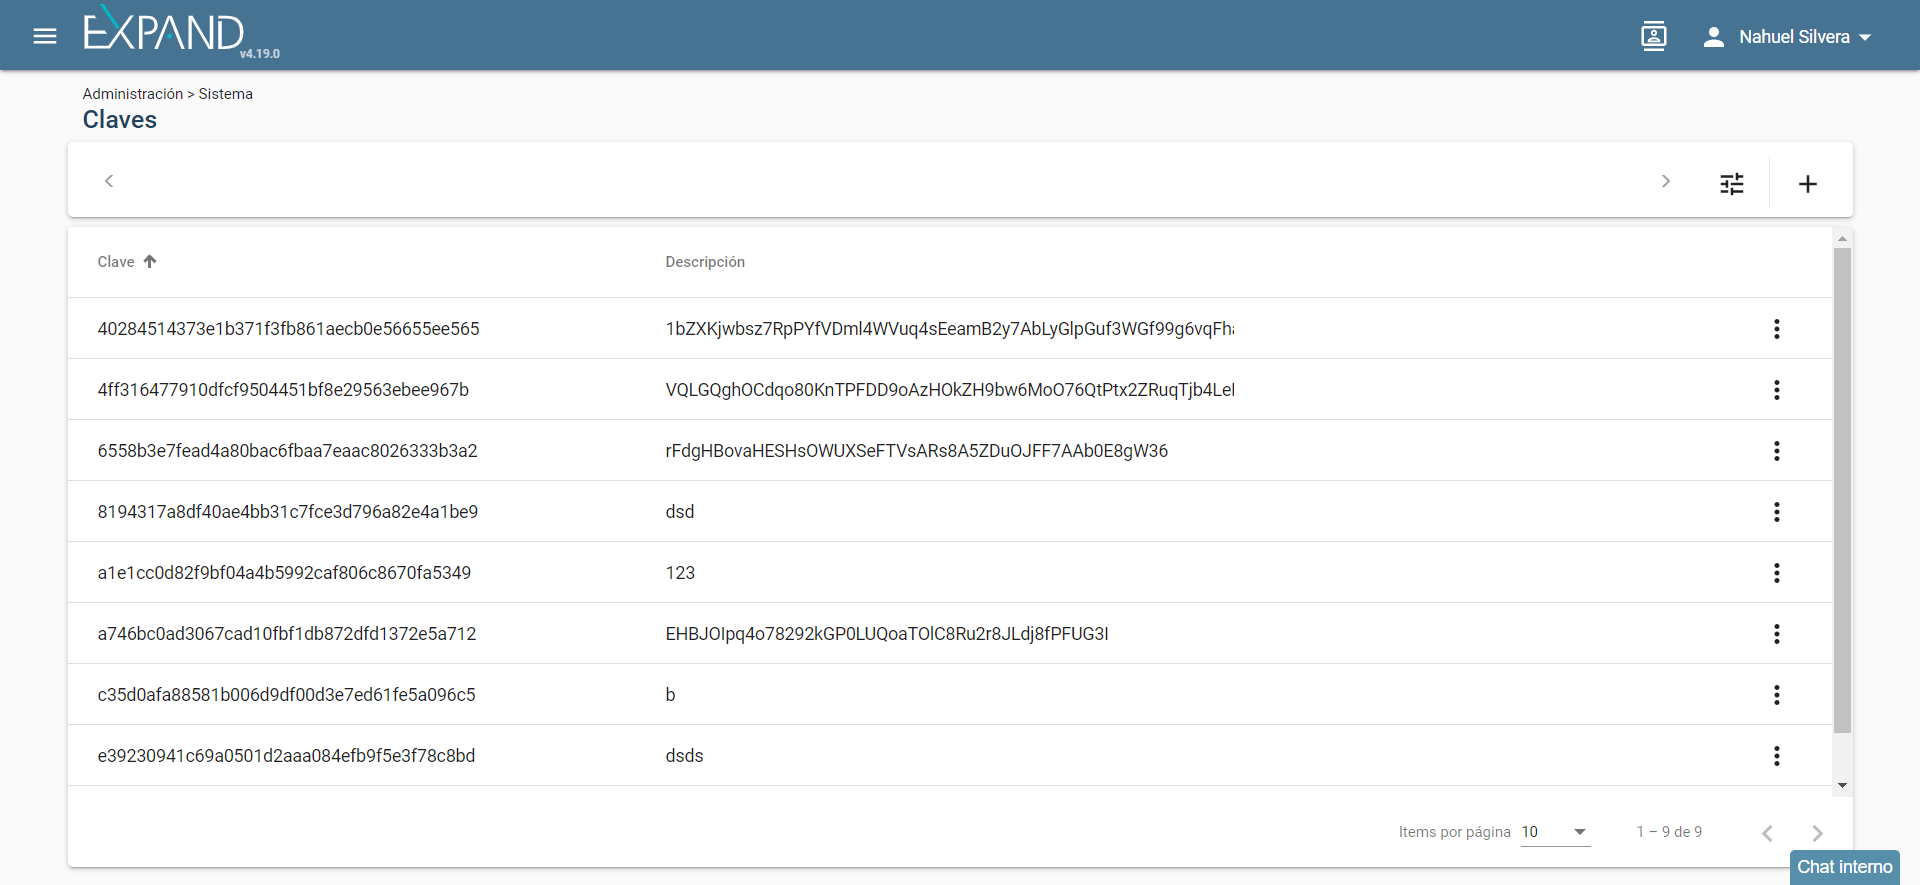 EXPAND
v4.19.0
Nahuel Silvera
Administración > Sistema
Claves
Clave
Descripción
40284514373e1b371f3fb861aecb0e56655ee565
1bZXKjwbsz7RpPYfVDml4WVuq4sEeamB2y7AbLyGlpGuf3WGf99g6vqFh
4ff316477910dfcf9504451bf8e29563ebee967b
VQLGQghOCdqo80KnTPFDD9oAzHOkZH9bw6MoO76QtPtx2ZRuqTjb4Le
6558b3e7fead4a80bac6fbaa7eaac8026333b3a2
rFdgHBovaHESHsOWUXSeFTVsARs8A5ZDuOJFF7AAb0E8gW36
8194317a8df40ae4bb31c7fce3d796a82e4a1be9
dsd
a1e1cc0d82f9bf04a4b5992caf806c8670fa5349
123
a746bc0ad3067cad10fbf1db872dfd1372e5a712
EHBJOIpq4o78292kGP0LUQoaTOlC8Ru2r8JLdj8fPFUG3I
c35d0afa88581b006d9df00d3e7ed61fe5a096c5
b
e39230941c69a0501d2aaa084efb9f5e3f78c8bd
dsds
Items por página 10
1 – 9 de 9
Chat interno